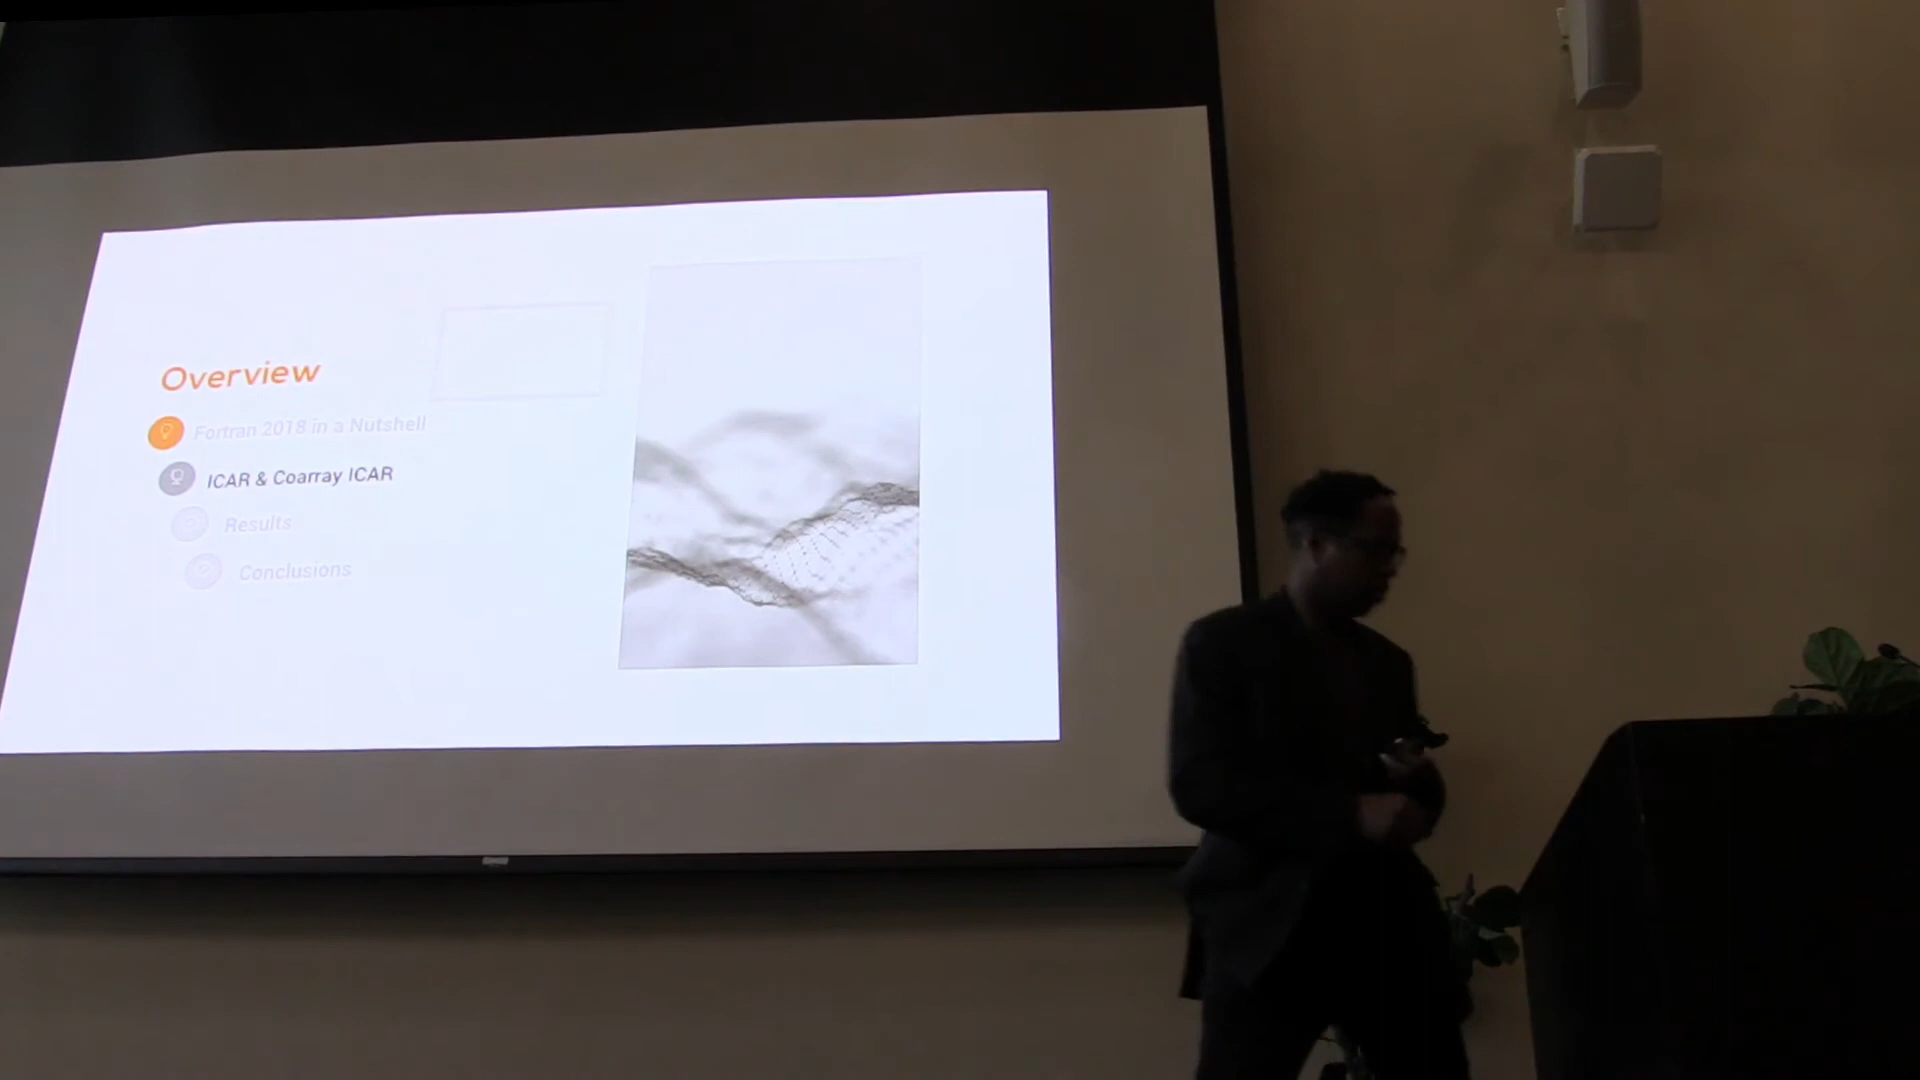 Overview
Fortran 2018 in a Nutshell
ICAR & Coarray ICAR
Results
Conclusions